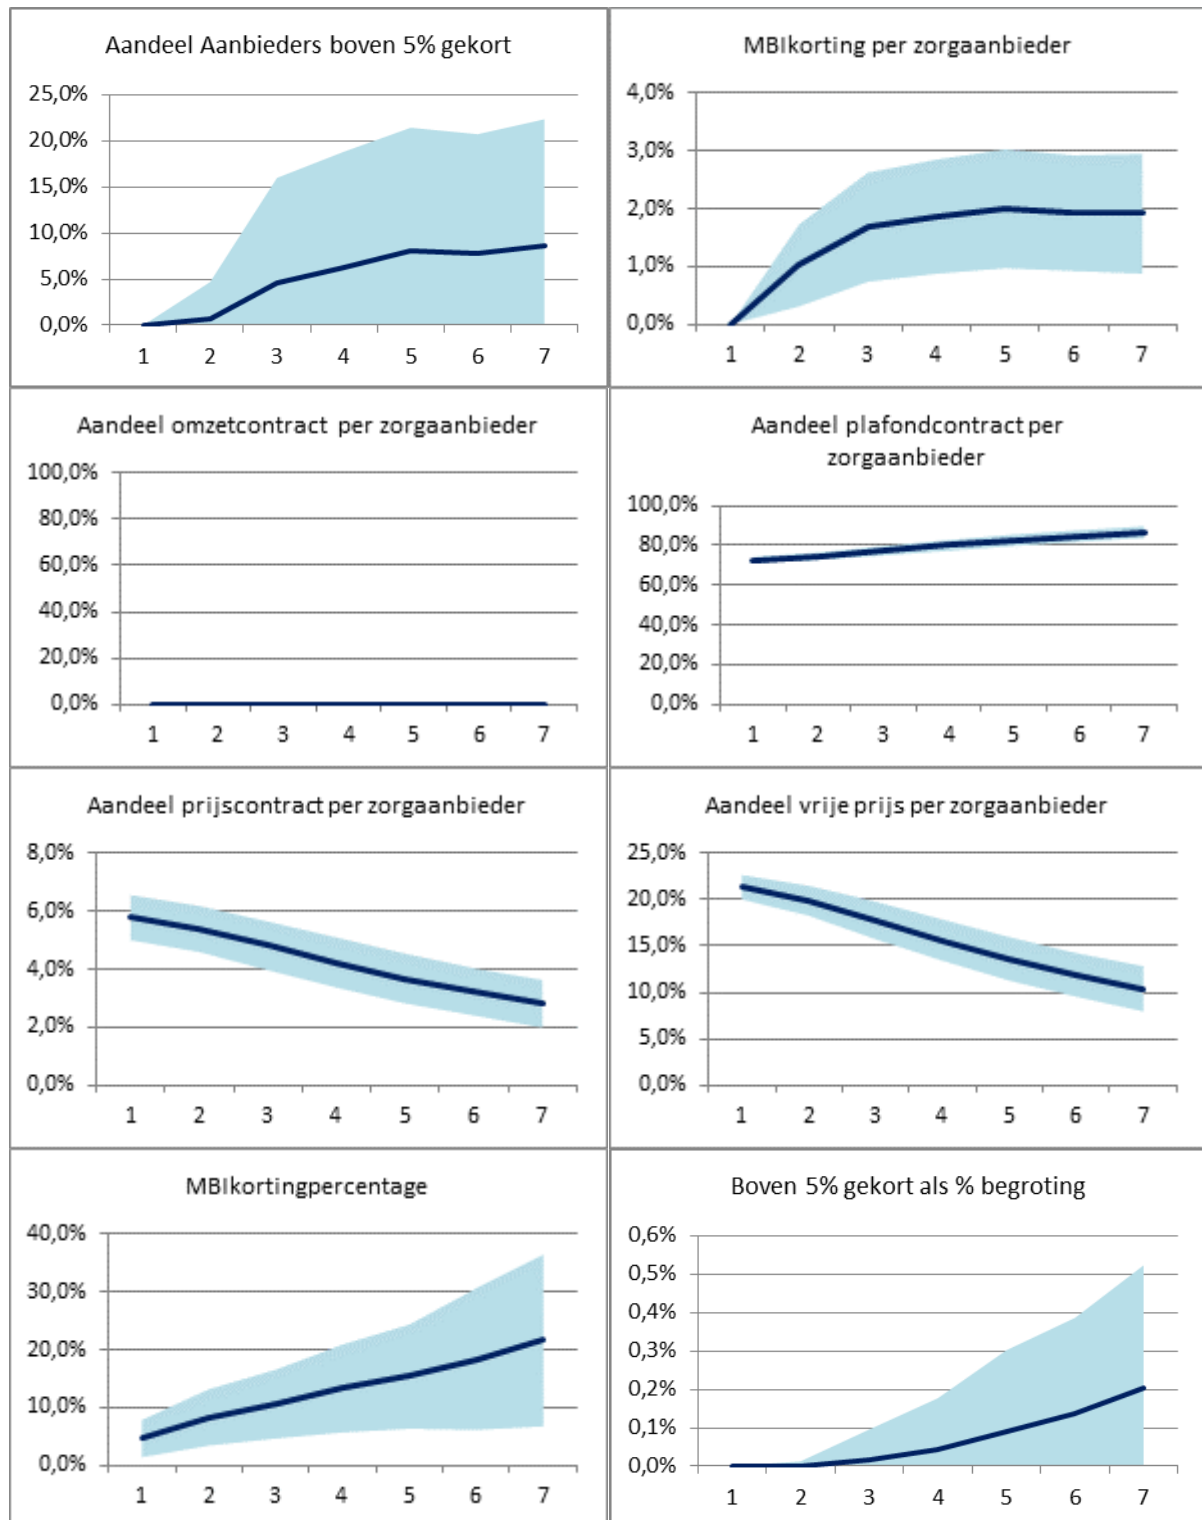 Aandeel Aanbieders boven 5% gekort
25,0%
20,0%
15,0%
10,0%
5,0%
0,0%
1 2 3 4 5 6 7
MBIkorting per zorgaanbieder
4,0%
3,0%
2,0%
1,0%
0,0%
1 2 3 4 5 6 7
Aandeel omzetcontract per zorgaanbieder
100,0%
80,0%
60,0%
40,0%
20,0%
0,0%
1 2 3 4 5 6 7
Aandeel plafondcontract per
zorgaanbieder
100,0%
80,0%
60,0%
40,0%
20,0%
0,0%
1 2 3 4 5 6 7
Aandeel prijscontract per zorgaanbieder
8,0%
6,0%
4,0%
2,0%
0,0%
1 2 3 4 5 6 7
Aandeel vrije prijs per zorgaanbieder
25,0%
20,0%
15,0%
10,0%
5,0%
0,0%
1 2 3 4 5 6 7
MBIkortingpercentage
40,0%
30,0%
20,0%
10,0%
0,0%
1 2 3 4 5 6 7
Boven 5% gekort als % begroting
0,6%
0,5%
0,4%
0,3%
0,2%
0,1%
0,0%
1 2 3 4 5 6 7